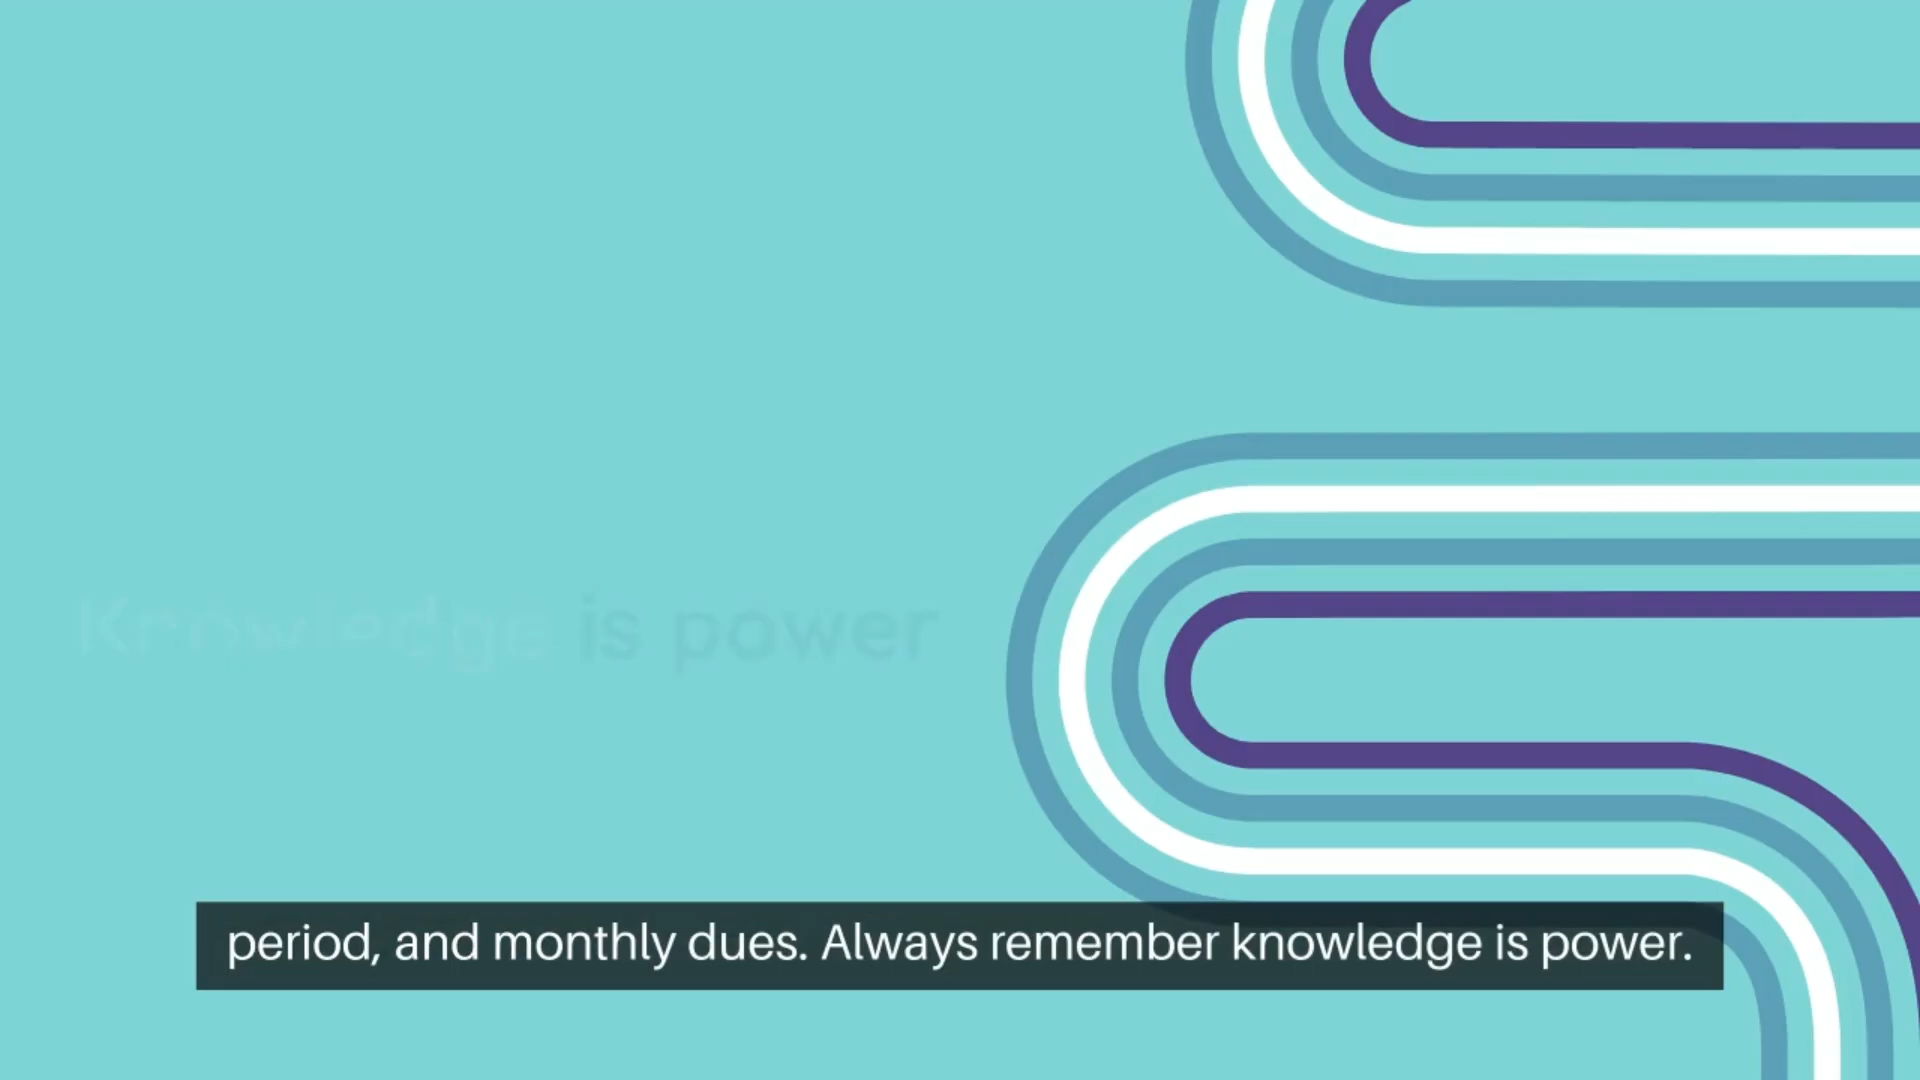 Knowledge is power
period, and monthly dues. Always remember knowledge is power.